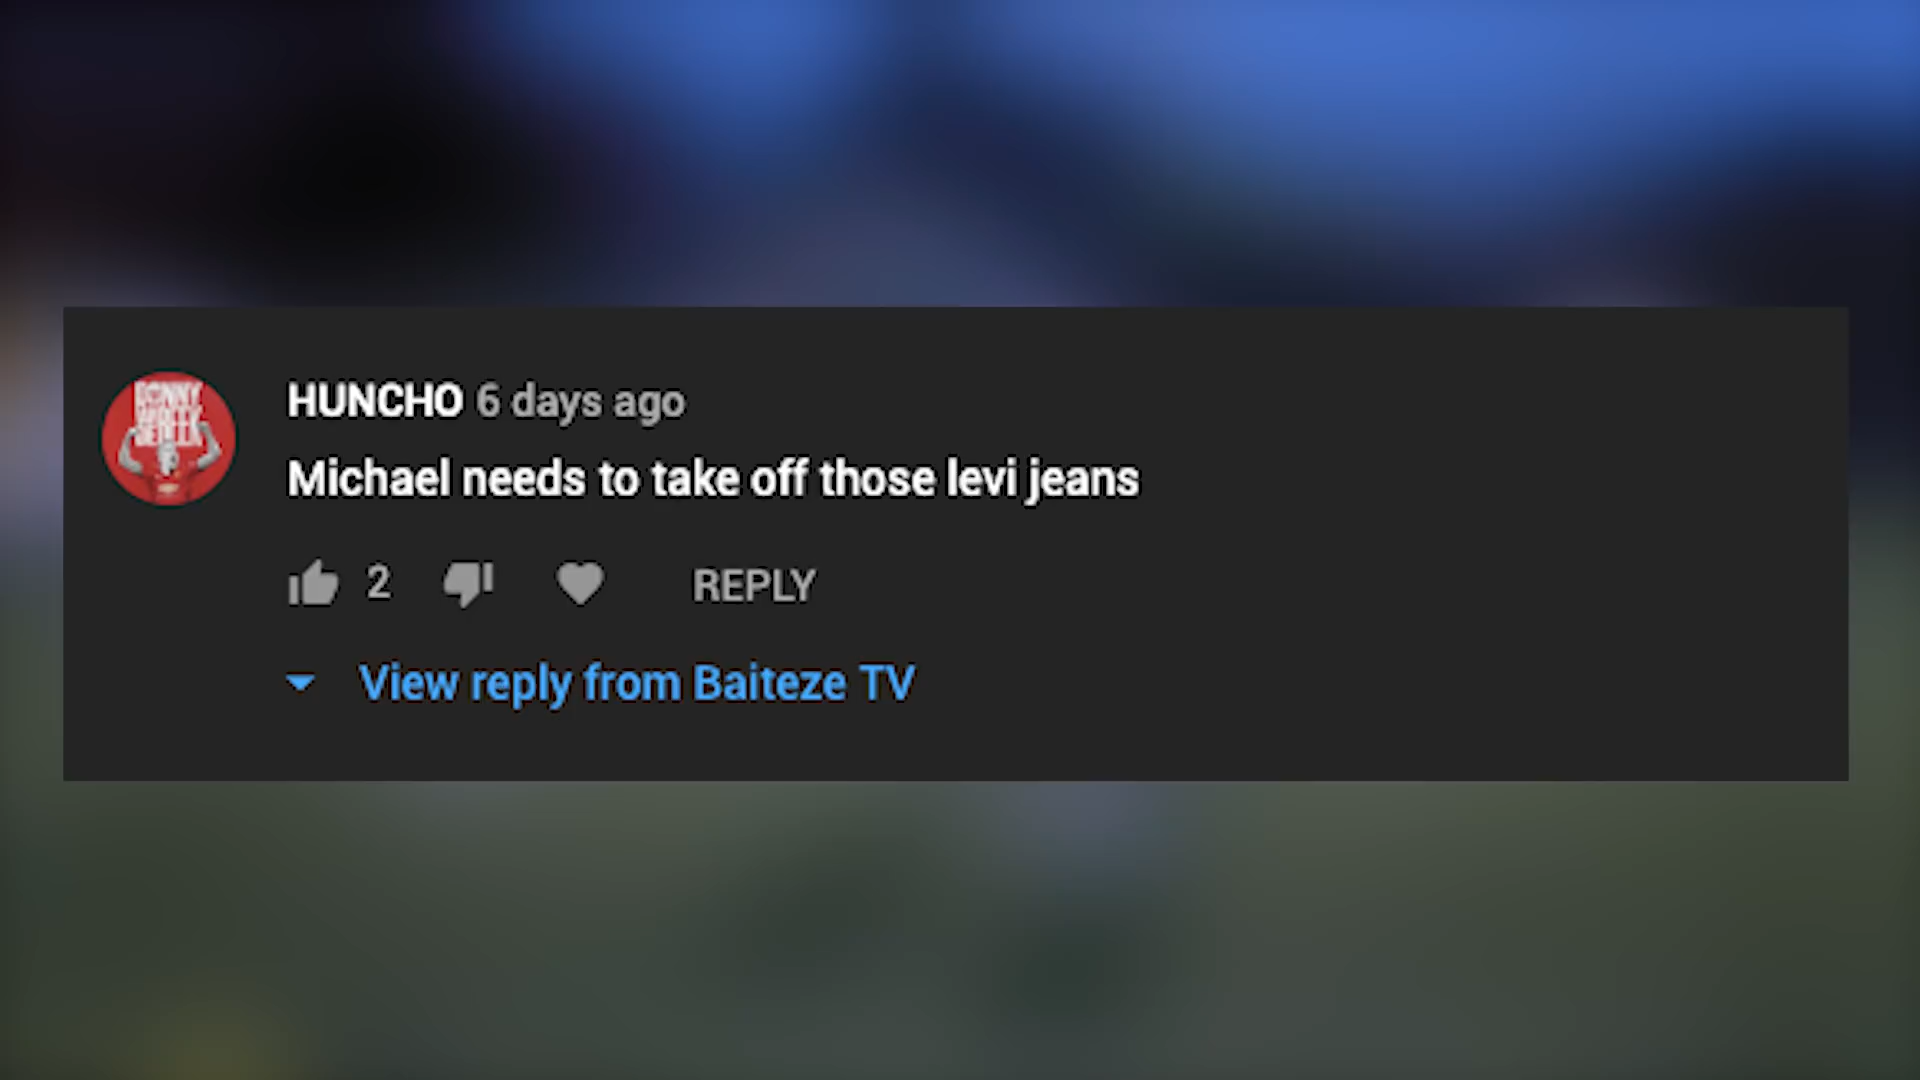 HUNCHO 6 days ago
Michael needs to take off those levi jeans
2 REPLY
View reply from Baiteze TV